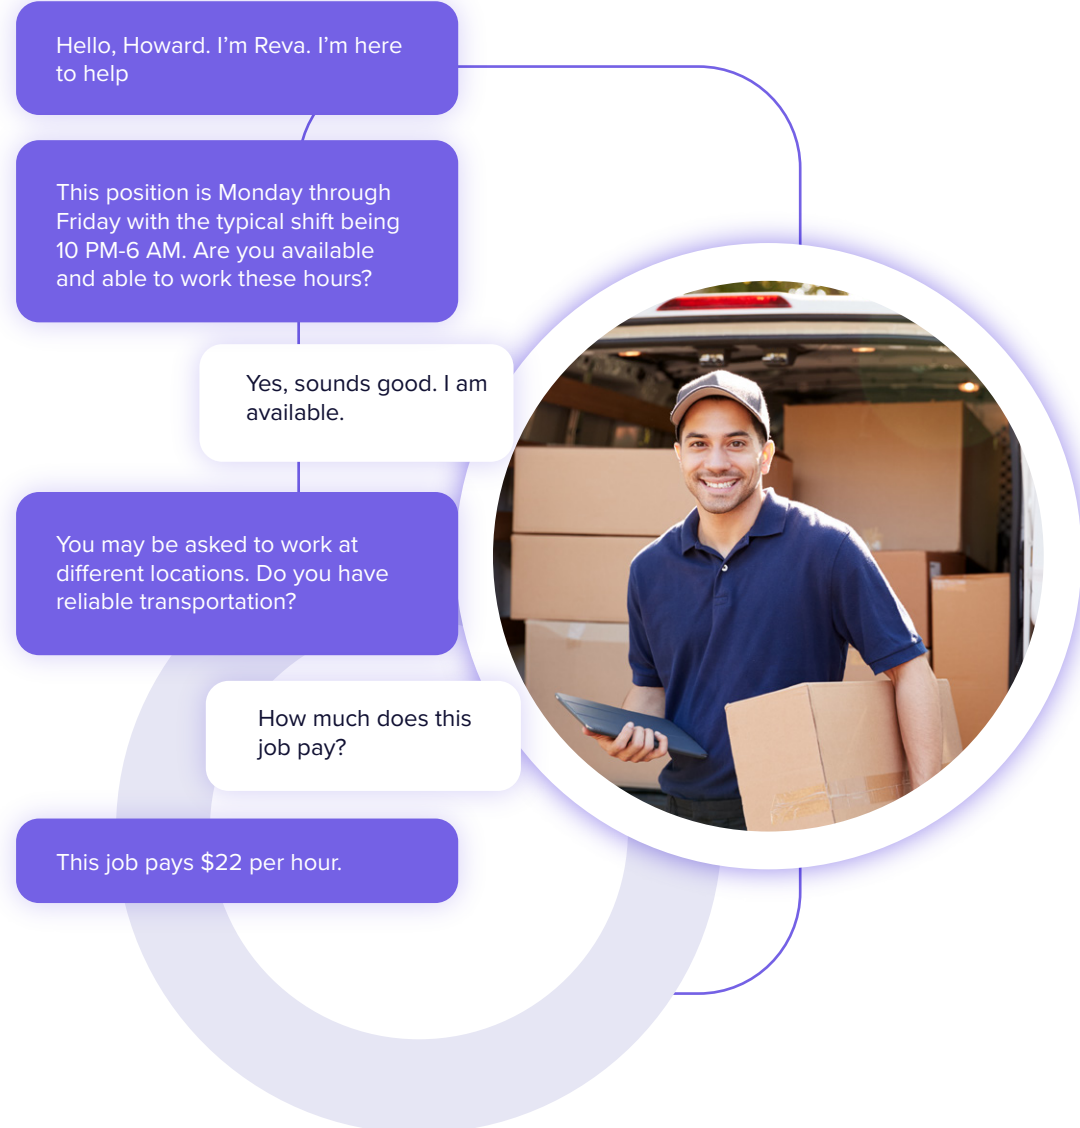 Hello, Howard. I’m Reva. I’m here
to help
This position is Monday through
Friday with the typical shift being
10 PM-6 AM. Are you available
and able to work these hours?
Yes, sounds good. I am
available.
You may be asked to work at
different locations. Do you have
reliable transportation?
How much does this
job pay?
This job pays $22 per hour.